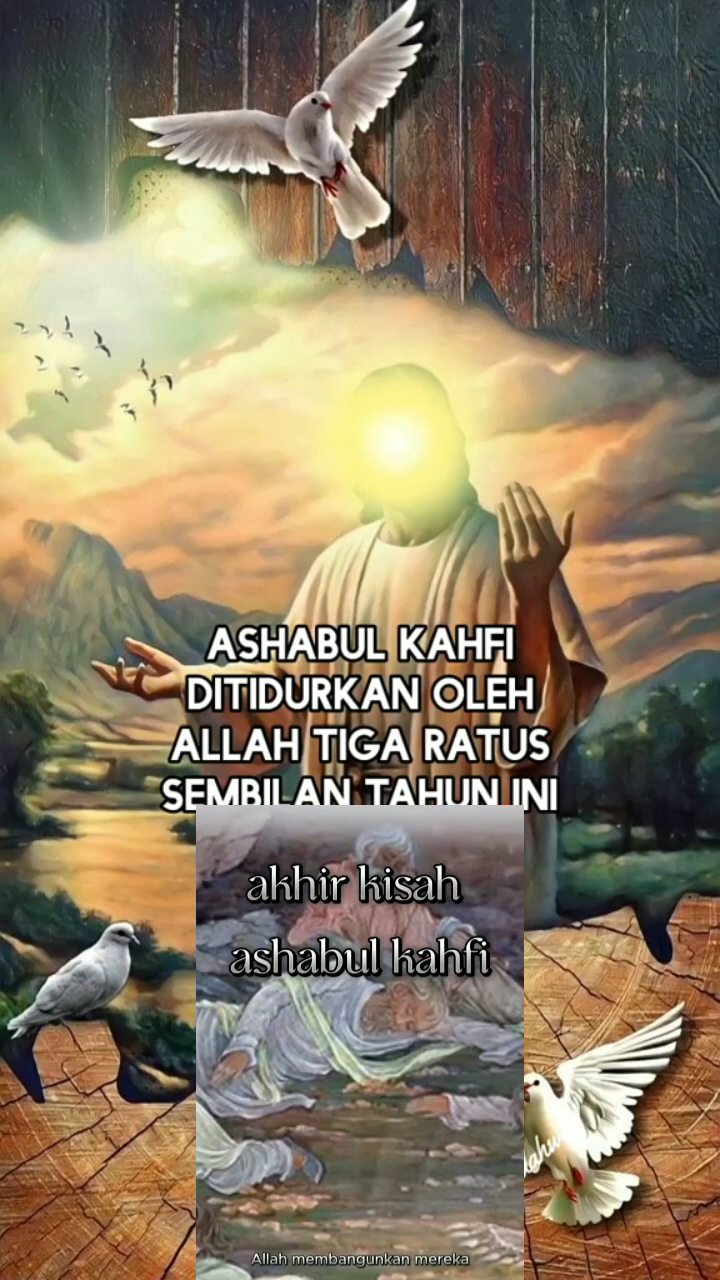 ASHABUL KAHFI
DITIDURKAN OLEH
ALLAH TIGA RATUS
SEMBILAN TAHUN INI
akhir kisah
ashabul kahfi
Allah membangunkan mereka